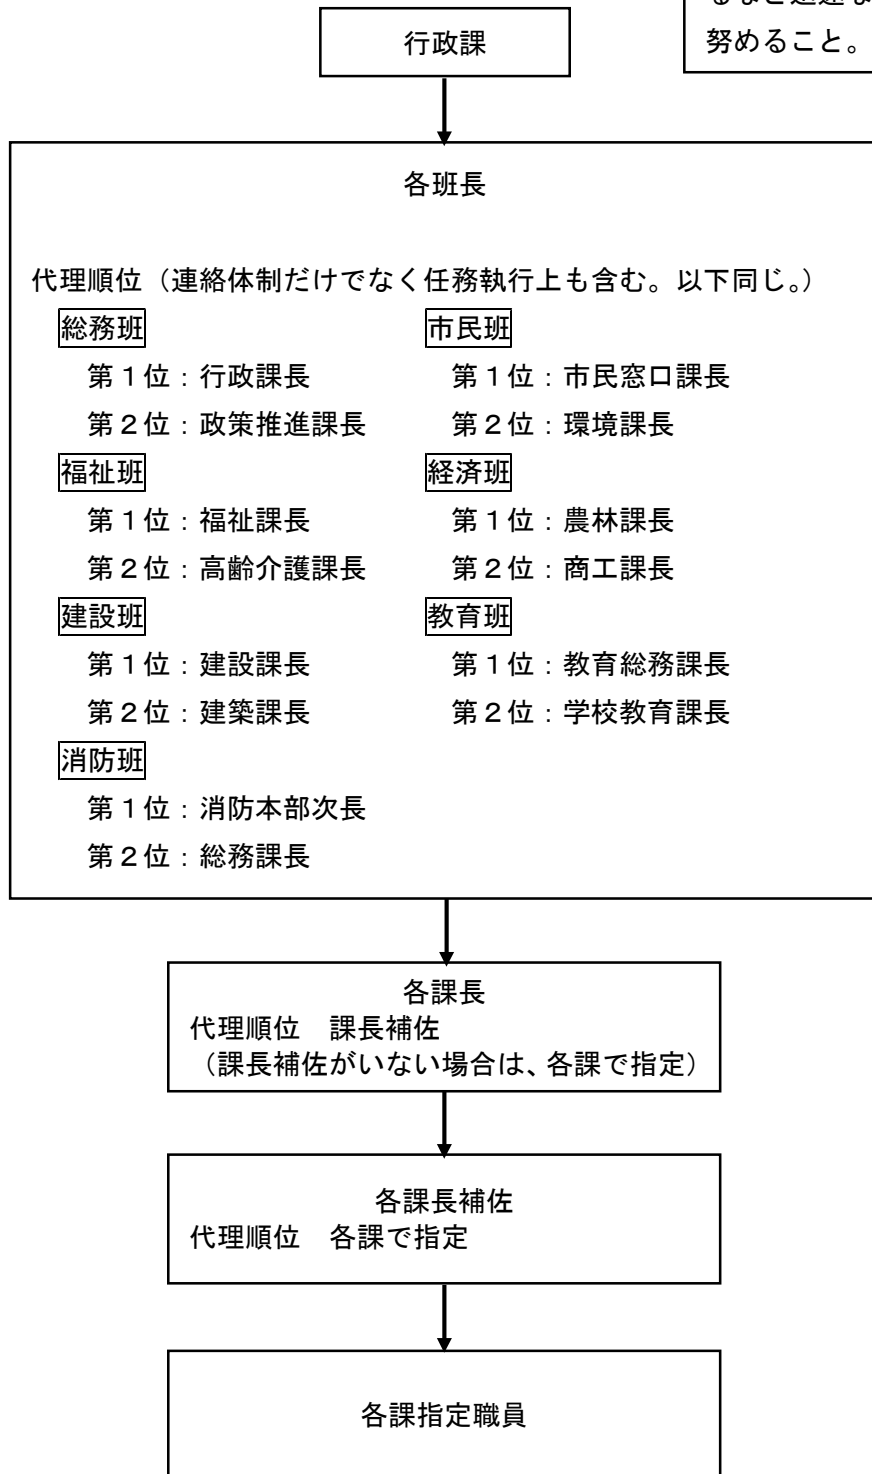 努めること。
行政課
各班長
代理順位（連絡体制だけでなく任務執行上も含む。以下同じ。）
総務班　市民班
第１位：行政課長　第１位：市民窓口課長
第２位：政策推進課長　第２位：環境課長
福祉班　経済班
第１位：福祉課長　第１位：農林課長
第２位：高齢介護課長　第２位：商工課長
建設班　教育班
第１位：建設課長　第１位：教育総務課長
第２位：建築課長　第２位：学校教育課長
消防班
第１位：消防本部次長
第２位：総務課長
各課長
代理順位　課長補佐
（課長補佐がいない場合は、各課で指定）
各課長補佐
代理順位　各課で指定
各課指定職員